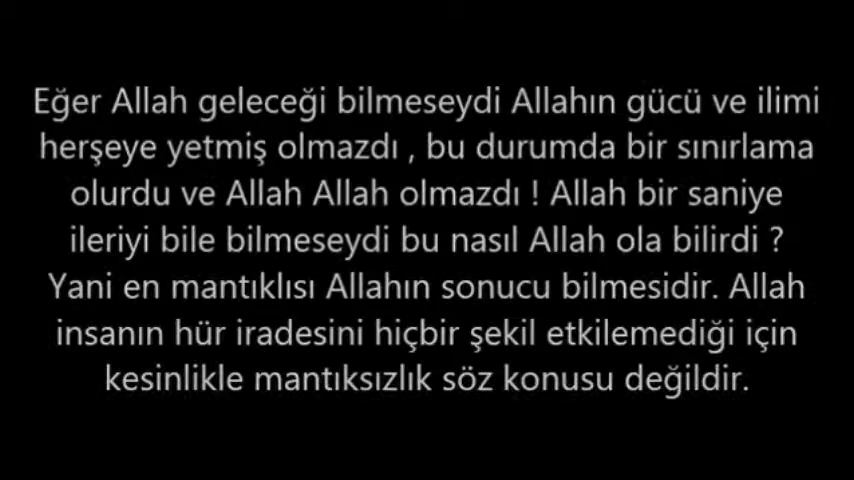 Eğer Allah geleceği bilmeseydi Allahın gücü ve ilimi
herşeye yetmiş olmazdı , bu durumda bir sınırlama
olurdu ve Allah Allah olmazdı ! Allah bir saniye
ileriyi bile bilmeseydi bu nasıl Allah ola bilirdi ?
Yani en mantıklısı Allahın sonucu bilmesidir. Allah
insanın hür iradesini hiçbir şekil etkilemediği için
kesinlikle mantıksızlık söz konusu değildir.